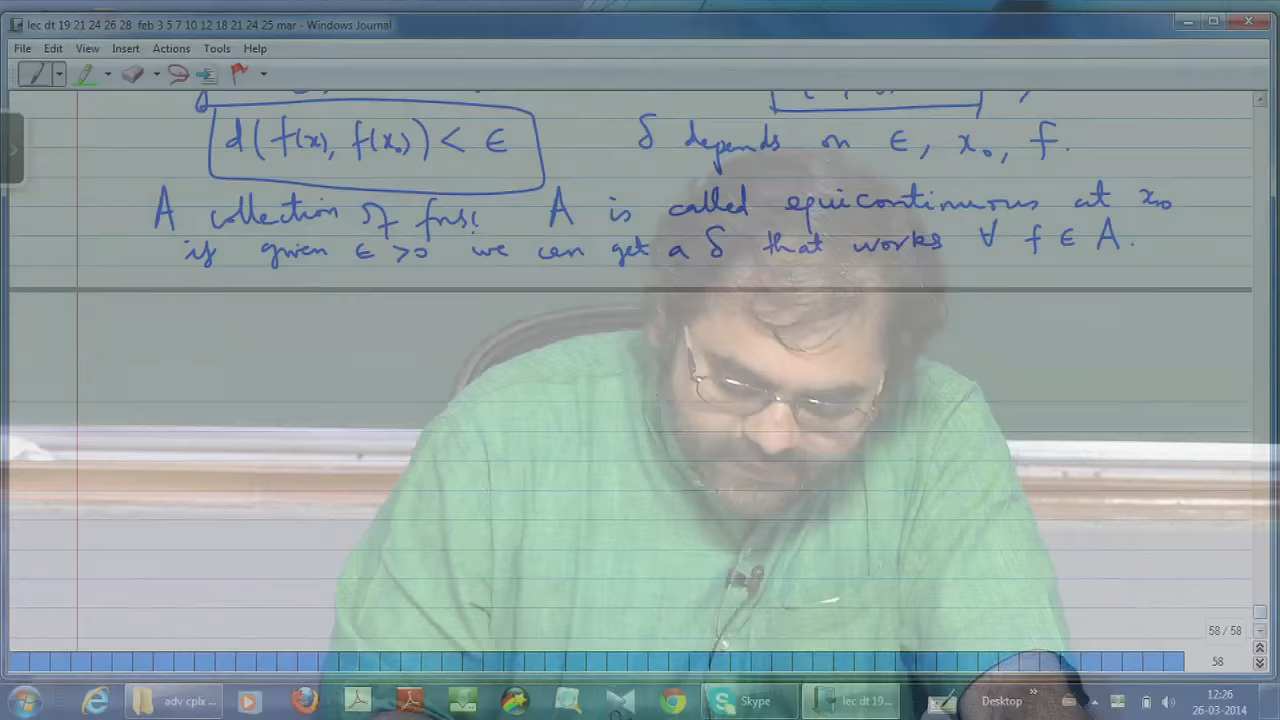 lec dt 19 21 24 26 28 feb 3 5 7 10 12 18 21 24 25 mar - Windows Journal
File Edit View Insert Actions Tools Help
d(f(x), f(x₀)) < ϵ δ depends on ϵ, x₀, f.
A collection of fns! A is called equicontinuous at x₀
if given ϵ >0 we can get a δ that works ∀ f ∈ A.
58 / 58
58
adv cplx ...
Skype
lec dt 19...
Desktop
12:26
26-03-2014